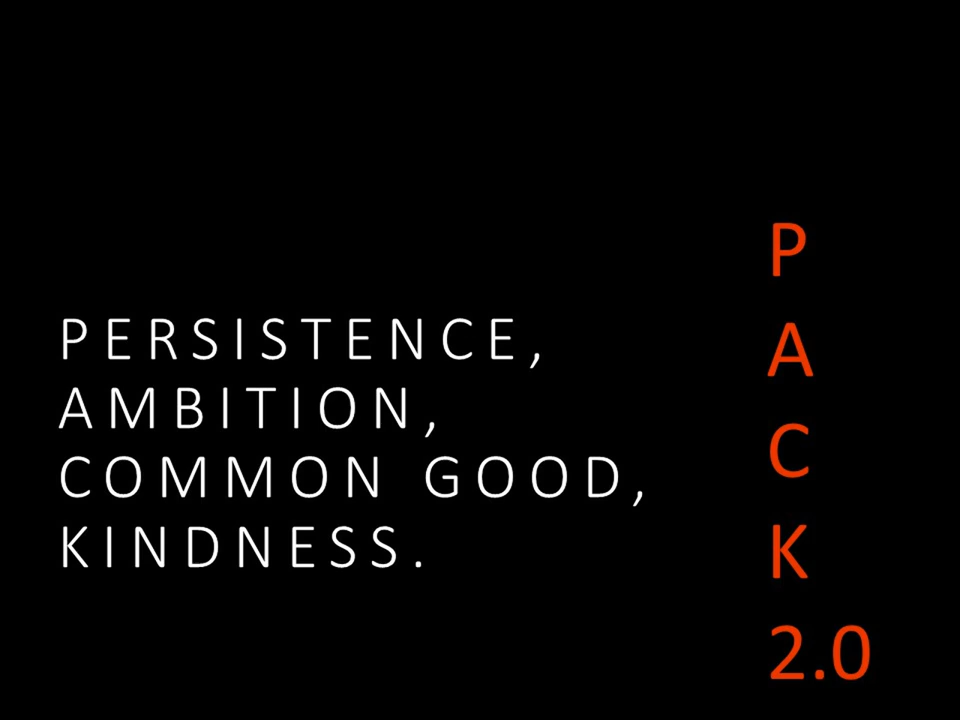 PERSISTENCE,
AMBITION,
COMMON GOOD,
KINDNESS.
P
A
C
K
2.0